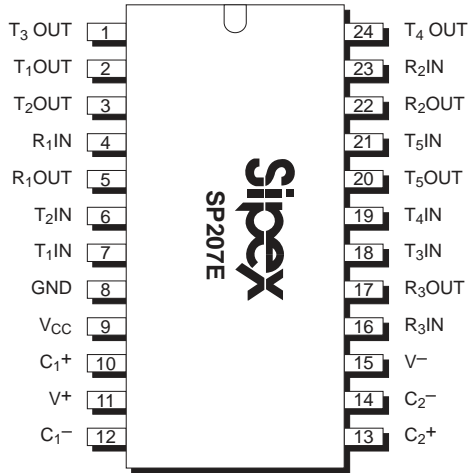 T₃ OUT 1 24 T₄ OUT
T₁OUT 2 23 R₂IN
T₂OUT 3 22 R₂OUT
R₁IN 4 21 T₅IN
R₁OUT 5 20 T₅OUT
T₂IN 6 19 T₄IN
T₁IN 7 18 T₃IN
GND 8 17 R₃OUT
VCC 9 16 R₃IN
C₁+ 10 15 V–
V+ 11 14 C₂–
C₁– 12 13 C₂+
Sipex
SP207E